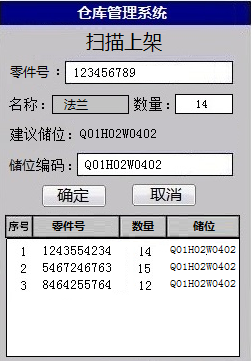 仓库管理系统
扫描上架
零件号： 123456789
名称： 法兰 数量： 14
建议储位：Q01H02W0402
储位编码： Q01H02W0402
确定 取消
序号 零件号 数量 储位
1 1243554234 14 Q01H02W0402
2 5467246763 15 Q01H02W0402
3 8464255764 12 Q01H02W0402